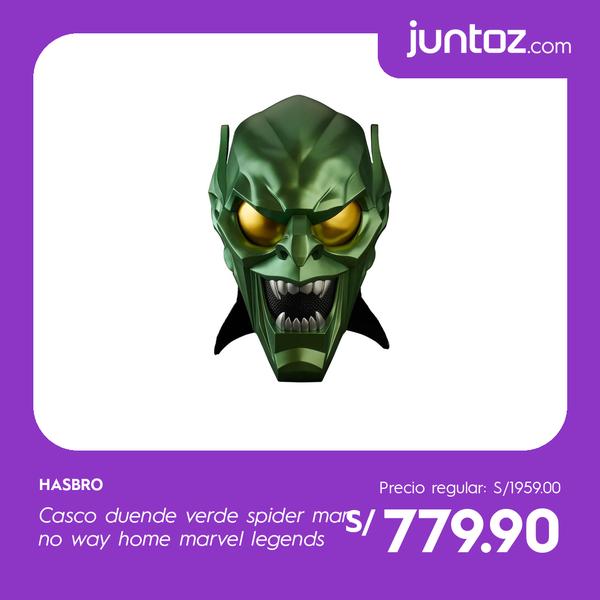 juntoz.com
HASBRO
Precio regular: S/1959.00
Casco duende verde spider man
no way home marvel legends
S/ 779.90